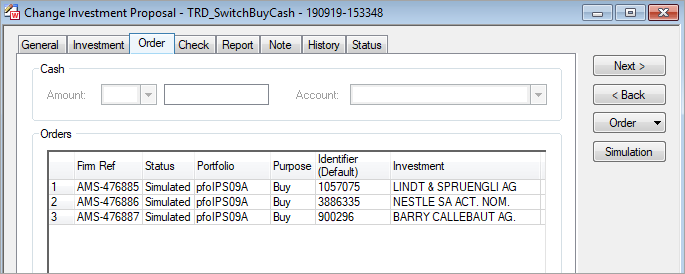 Change Investment Proposal - TRD_SwitchBuyCash - 190919-153348
General Investment Order Check Report Note History Status
Cash
Amount: Account:
Next >
< Back
Order
Simulation
Orders
Firm Ref Status Portfolio Purpose Identifier (Default) Investment
1 AMS-476885 Simulated pfoIPS09A Buy 1057075 LINDT & SPRUENGLI AG
2 AMS-476886 Simulated pfoIPS09A Buy 3886335 NESTLE SA ACT. NOM.
3 AMS-476887 Simulated pfoIPS09A Buy 900296 BARRY CALLEBAUT AG.